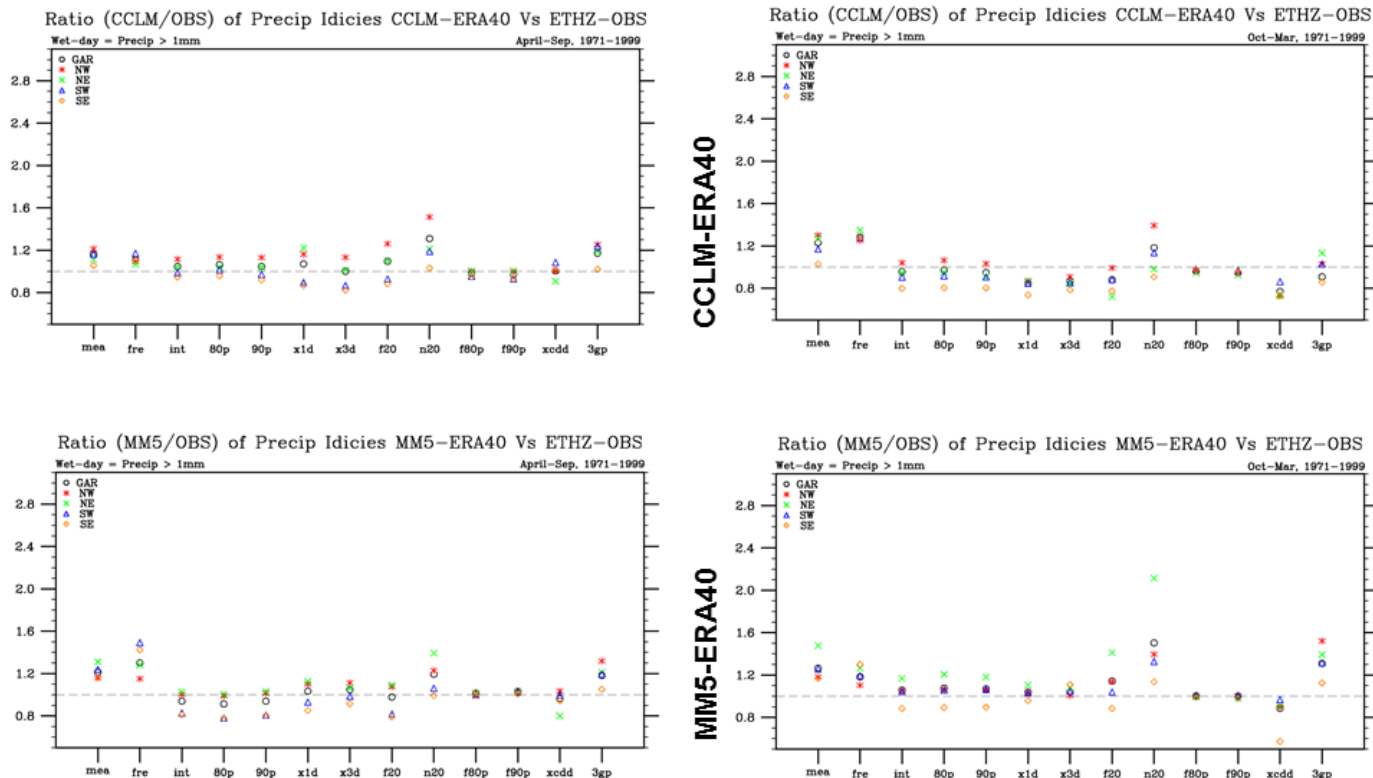 Ratio (CCLM/OBS) of Precip Idicies CCLM-ERA40 Vs ETHZ-OBS
Wet-day = Precip > 1mm April-Sep, 1971-1999
GAR
NW
NE
SW
SE
2.8
2.4
2.0
1.6
1.2
0.8
mea fre int 80p 90p x1d x3d f20 n20 f80p f90p xcdd 3gp
CCLM-ERA40
Ratio (CCLM/OBS) of Precip Idicies CCLM-ERA40 Vs ETHZ-OBS
Wet-day = Precip > 1mm Oct-Mar, 1971-1999
GAR
NW
NE
SW
SE
2.8
2.4
2.0
1.6
1.2
0.8
mea fre int 80p 90p x1d x3d f20 n20 f80p f90p xcdd 3gp
Ratio (MM5/OBS) of Precip Idicies MM5-ERA40 Vs ETHZ-OBS
Wet-day = Precip > 1mm April-Sep, 1971-1999
GAR
NW
NE
SW
SE
2.8
2.4
2.0
1.6
1.2
0.8
mea fre int 80p 90p x1d x3d f20 n20 f80p f90p xcdd 3gp
MM5-ERA40
Ratio (MM5/OBS) of Precip Idicies MM5-ERA40 Vs ETHZ-OBS
Wet-day = Precip > 1mm Oct-Mar, 1971-1999
GAR
NW
NE
SW
SE
2.8
2.4
2.0
1.6
1.2
0.8
mea fre int 80p 90p x1d x3d f20 n20 f80p f90p xcdd 3gp